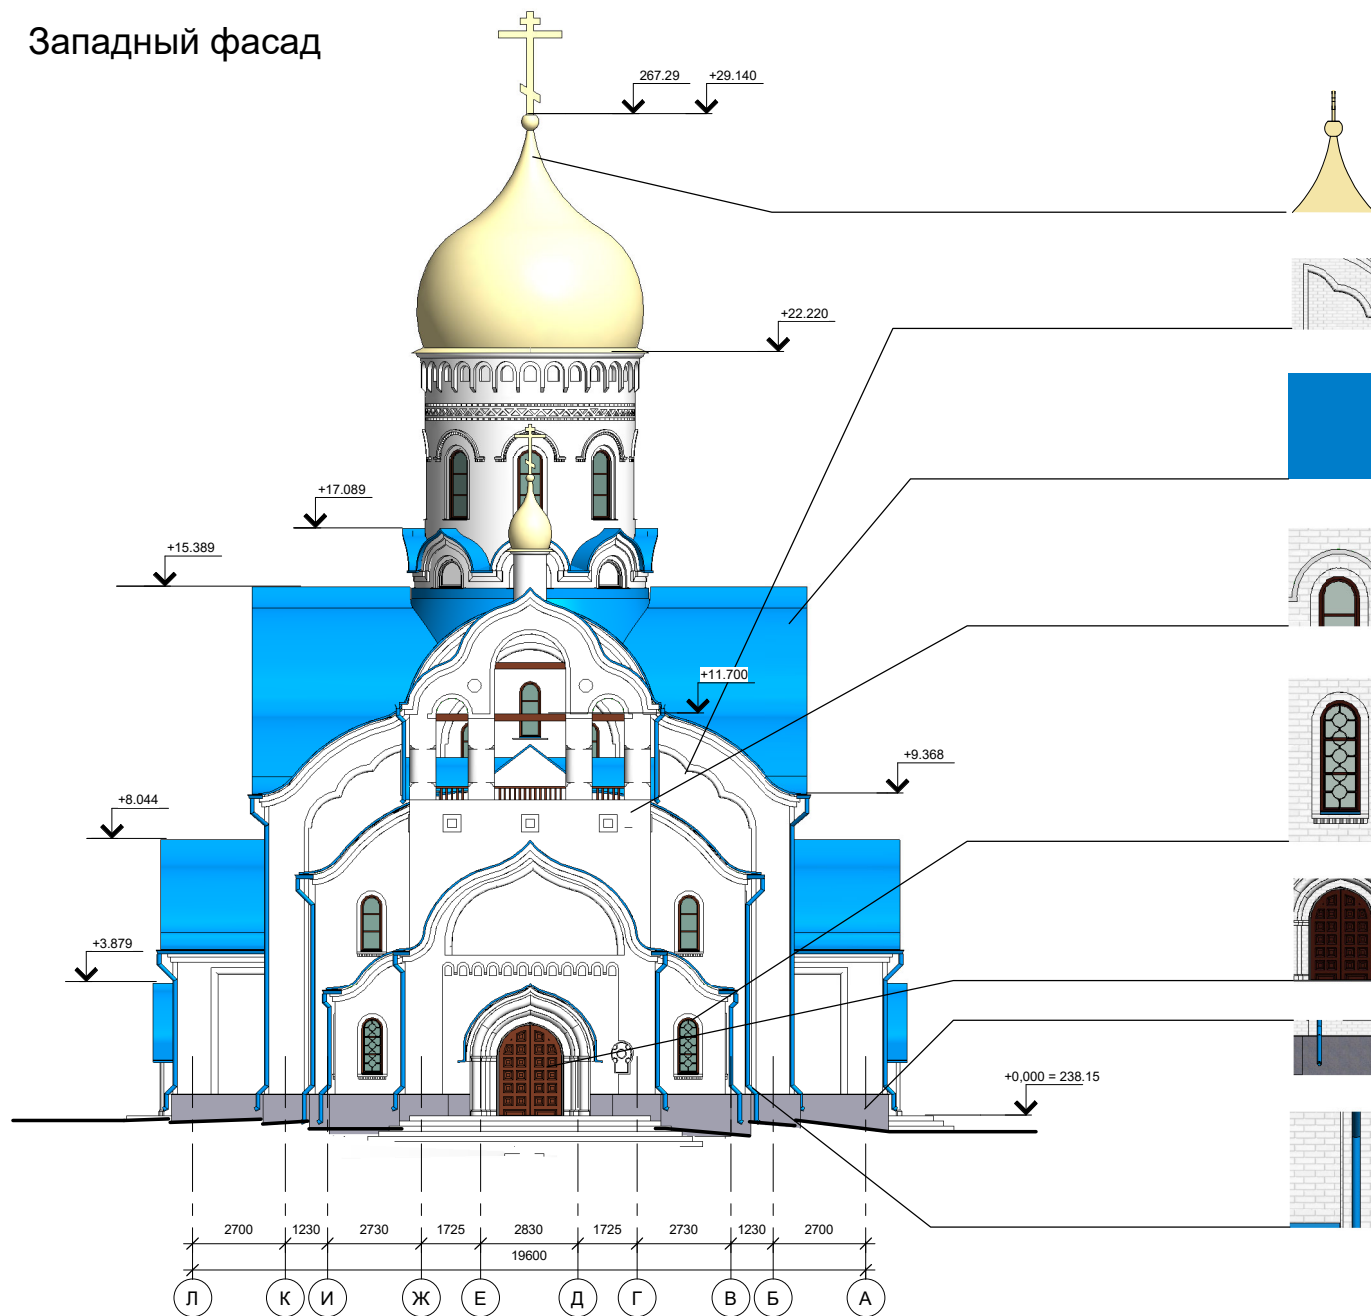 Западный фасад
267.29 +29.140
+22.220
+17.089
+15.389
+11.700
+9.368
+8.044
+3.879
+0,000 = 238.15
2700 1230 2730 1725 2830 1725 2730 1230 2700
19600
Л К И Ж Е Д Г В Б А